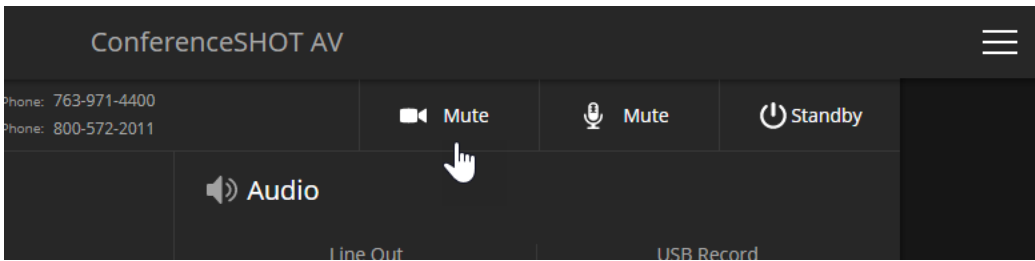 ConferenceSHOT AV
Phone: 763-971-4400
Phone: 800-572-2011
Mute
Mute
Standby
Audio
Line Out
USB Record